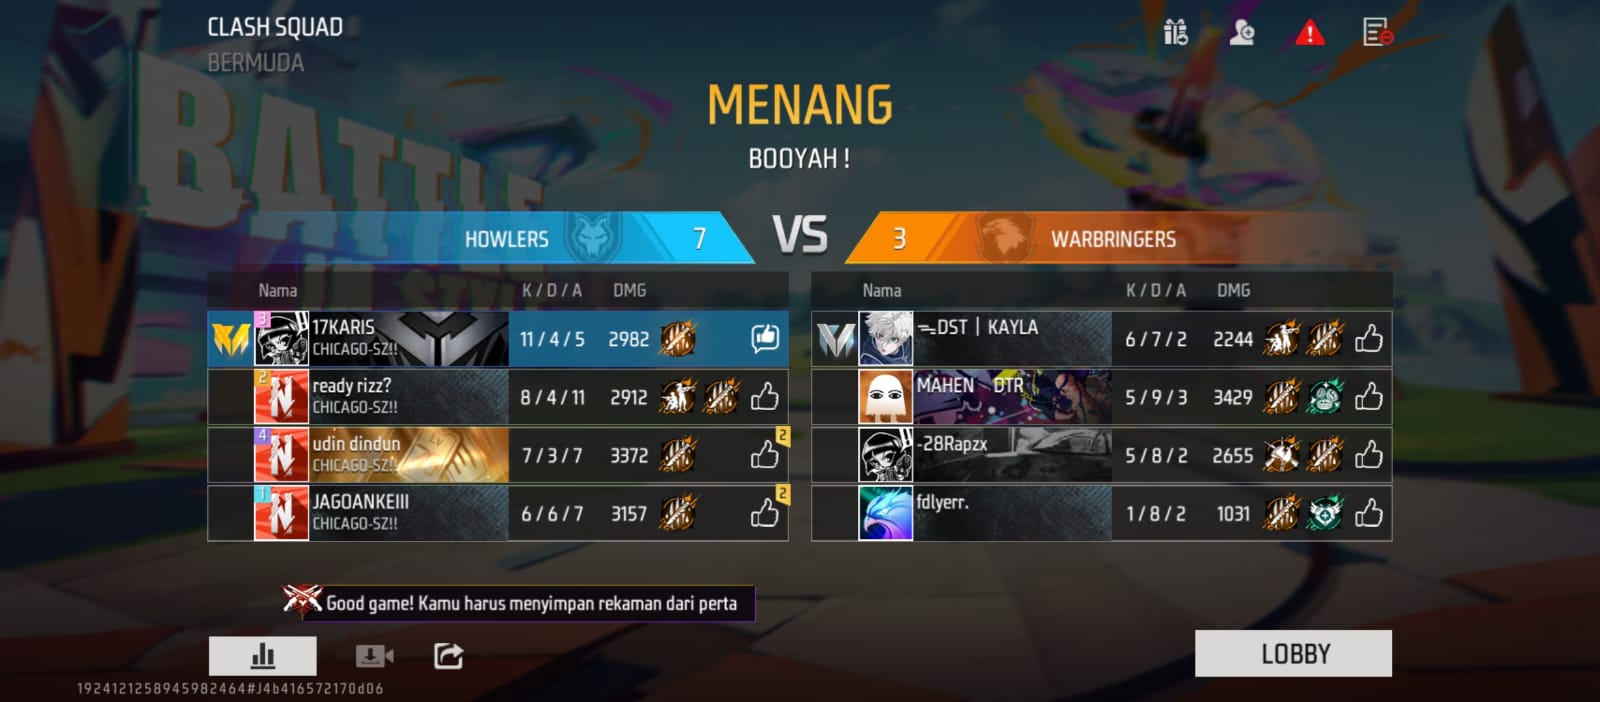 CLASH SQUAD
BERMUDA
MENANG
BOOYAH !
HOWLERS 7 VS 3 WARBRINGERS
Nama K / D / A DMG
3 17KARIS
CHICAGO-SZ!! 11 / 4 / 5 2982
2 ready rizz?
CHICAGO-SZ!! 8 / 4 / 11 2912
4 udin dindun
CHICAGO-SZ!! 7 / 3 / 7 3372 2
1 JAGOANKEIII
CHICAGO-SZ!! 6 / 6 / 7 3157 2
Nama K / D / A DMG
DST | KAYLA 6 / 7 / 2 2244
MAHEN DTR 5 / 9 / 3 3429
-28Rapzx 5 / 8 / 2 2655
fdlyerr. 1 / 8 / 2 1031
Good game! Kamu harus menyimpan rekaman dari perta
LOBBY
1924121258945982464#J4b416572170d06